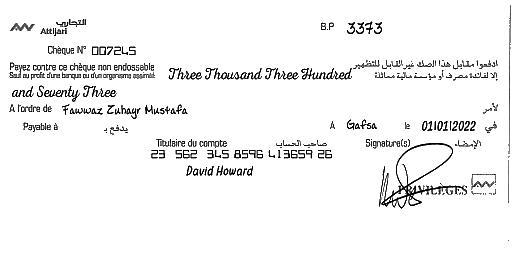 التجاري
Attijari
B.P 3373
Chèque N° 007245
Payez contre ce chèque non endossable
ادفعوا مقابل هذا الصك غير القابل للتظهير
Sauf au profit d'une banque ou d'un organisme assimilé
إلا لفائدة مصرف أو مؤسسة مالية مماثلة
Three Thousand Three Hundred
and Seventy Three
A l'ordre de Fawwaz Zuhayr Mustafa
لأمر
Payable à
يدفع بـ
A Gafsa le 01/01/2022 في
Titulaire du compte
صاحب الحساب
Signature(s)
الإمضاء
23 562 345 8596 413659 26
David Howard
PRIVILÈGES